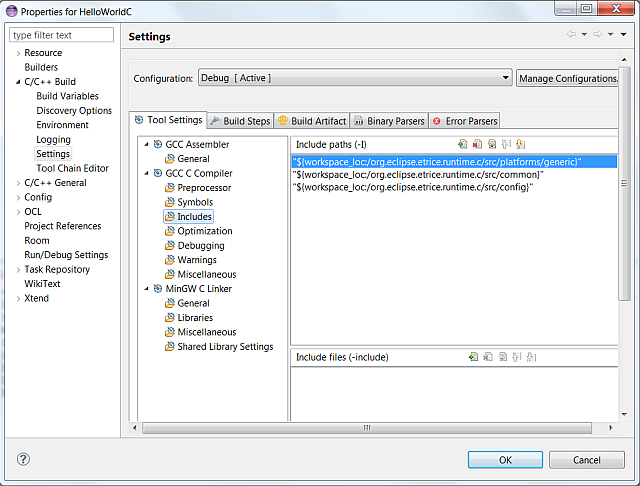 Properties for HelloWorldC
type filter text
Resource
Builders
C/C++ Build
Build Variables
Discovery Options
Environment
Logging
Settings
Tool Chain Editor
C/C++ General
Config
OCL
Project References
Room
Run/Debug Settings
Task Repository
WikiText
Xtend
Settings
Configuration: Debug [ Active ] Manage Configurations.
Tool Settings Build Steps Build Artifact Binary Parsers Error Parsers
GCC Assembler
General
GCC C Compiler
Preprocessor
Symbols
Includes
Optimization
Debugging
Warnings
Miscellaneous
MinGW C Linker
General
Libraries
Miscellaneous
Shared Library Settings
Include paths (-I)
"${workspace_loc:/org.eclipse.etrice.runtime.c/src/platforms/generic}"
"${workspace_loc:/org.eclipse.etrice.runtime.c/src/common}"
"${workspace_loc:/org.eclipse.etrice.runtime.c/src/config}"
Include files (-include)
OK Cancel